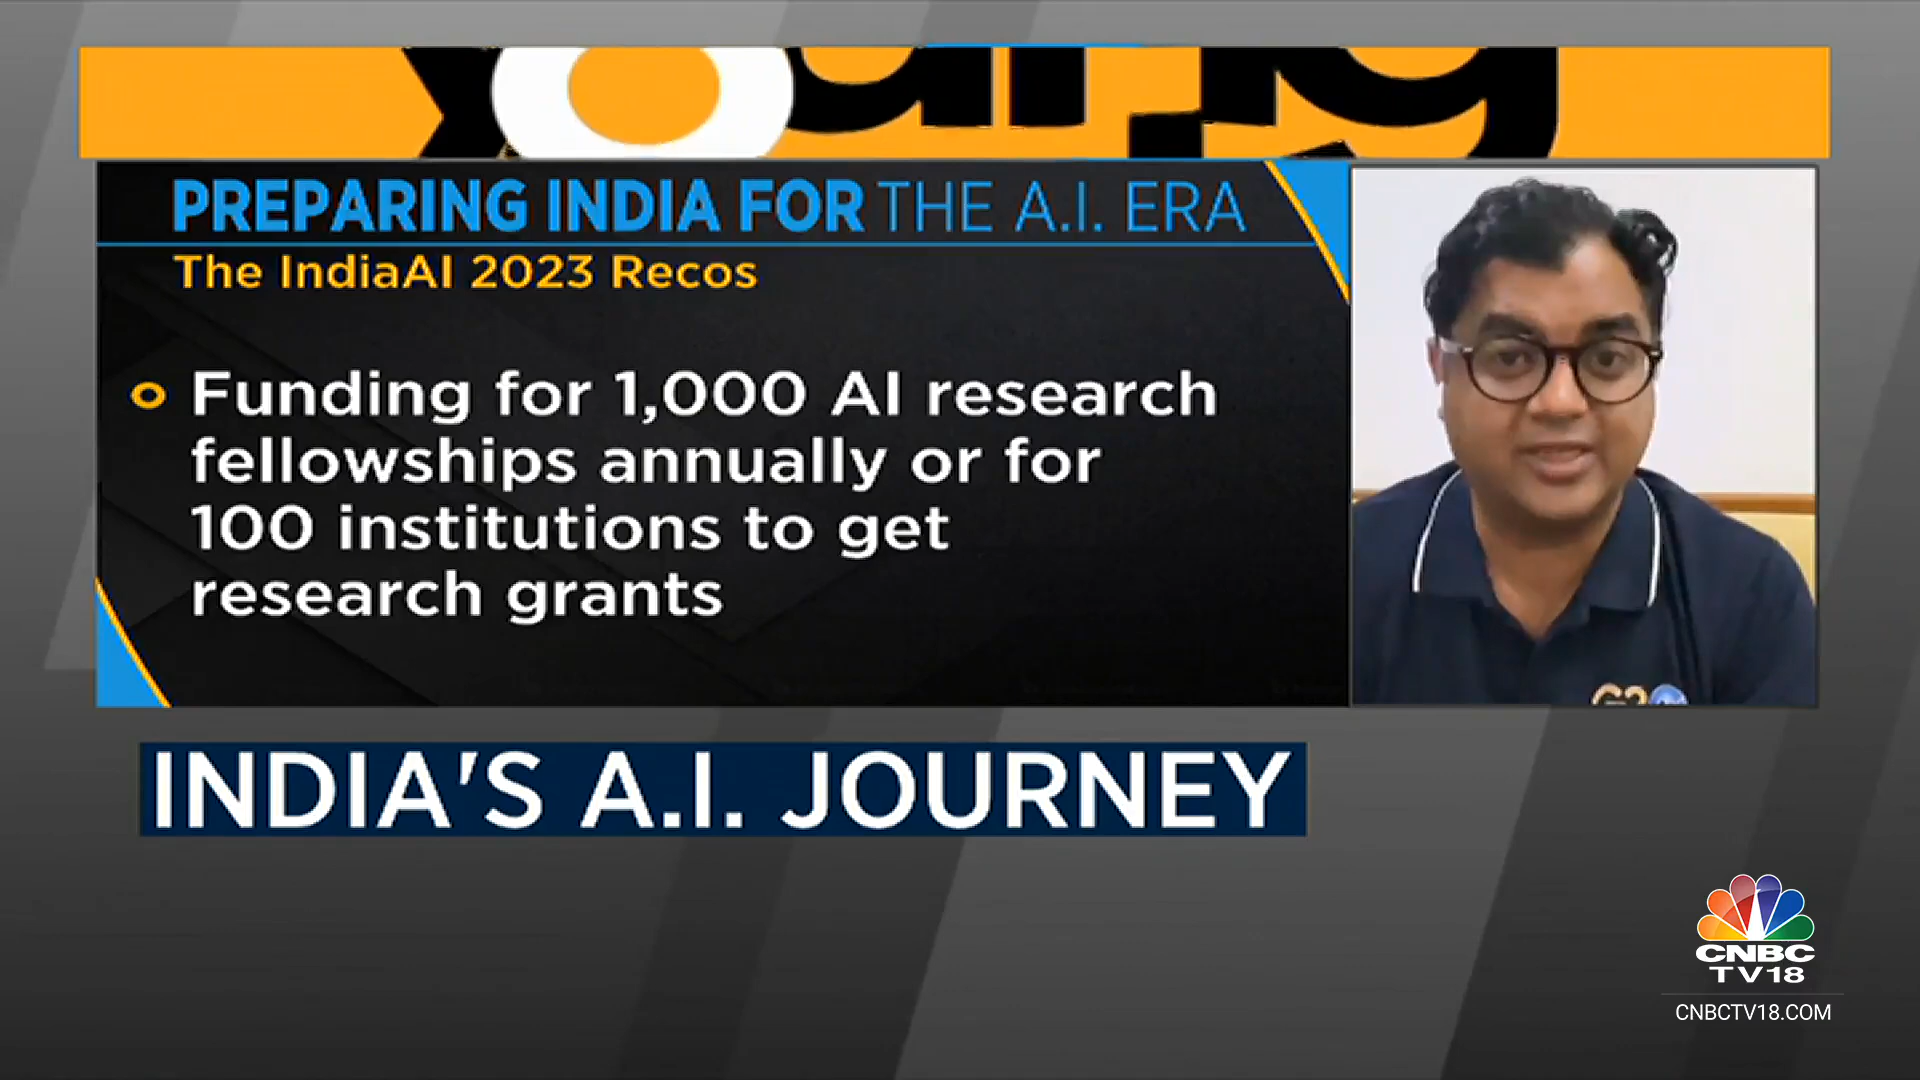 PREPARING INDIA FOR THE A.I. ERA
The IndiaAI 2023 Recos
Funding for 1,000 AI research
fellowships annually or for
100 institutions to get
research grants
INDIA'S A.I. JOURNEY
CNBC
TV18
CNBCTV18.COM